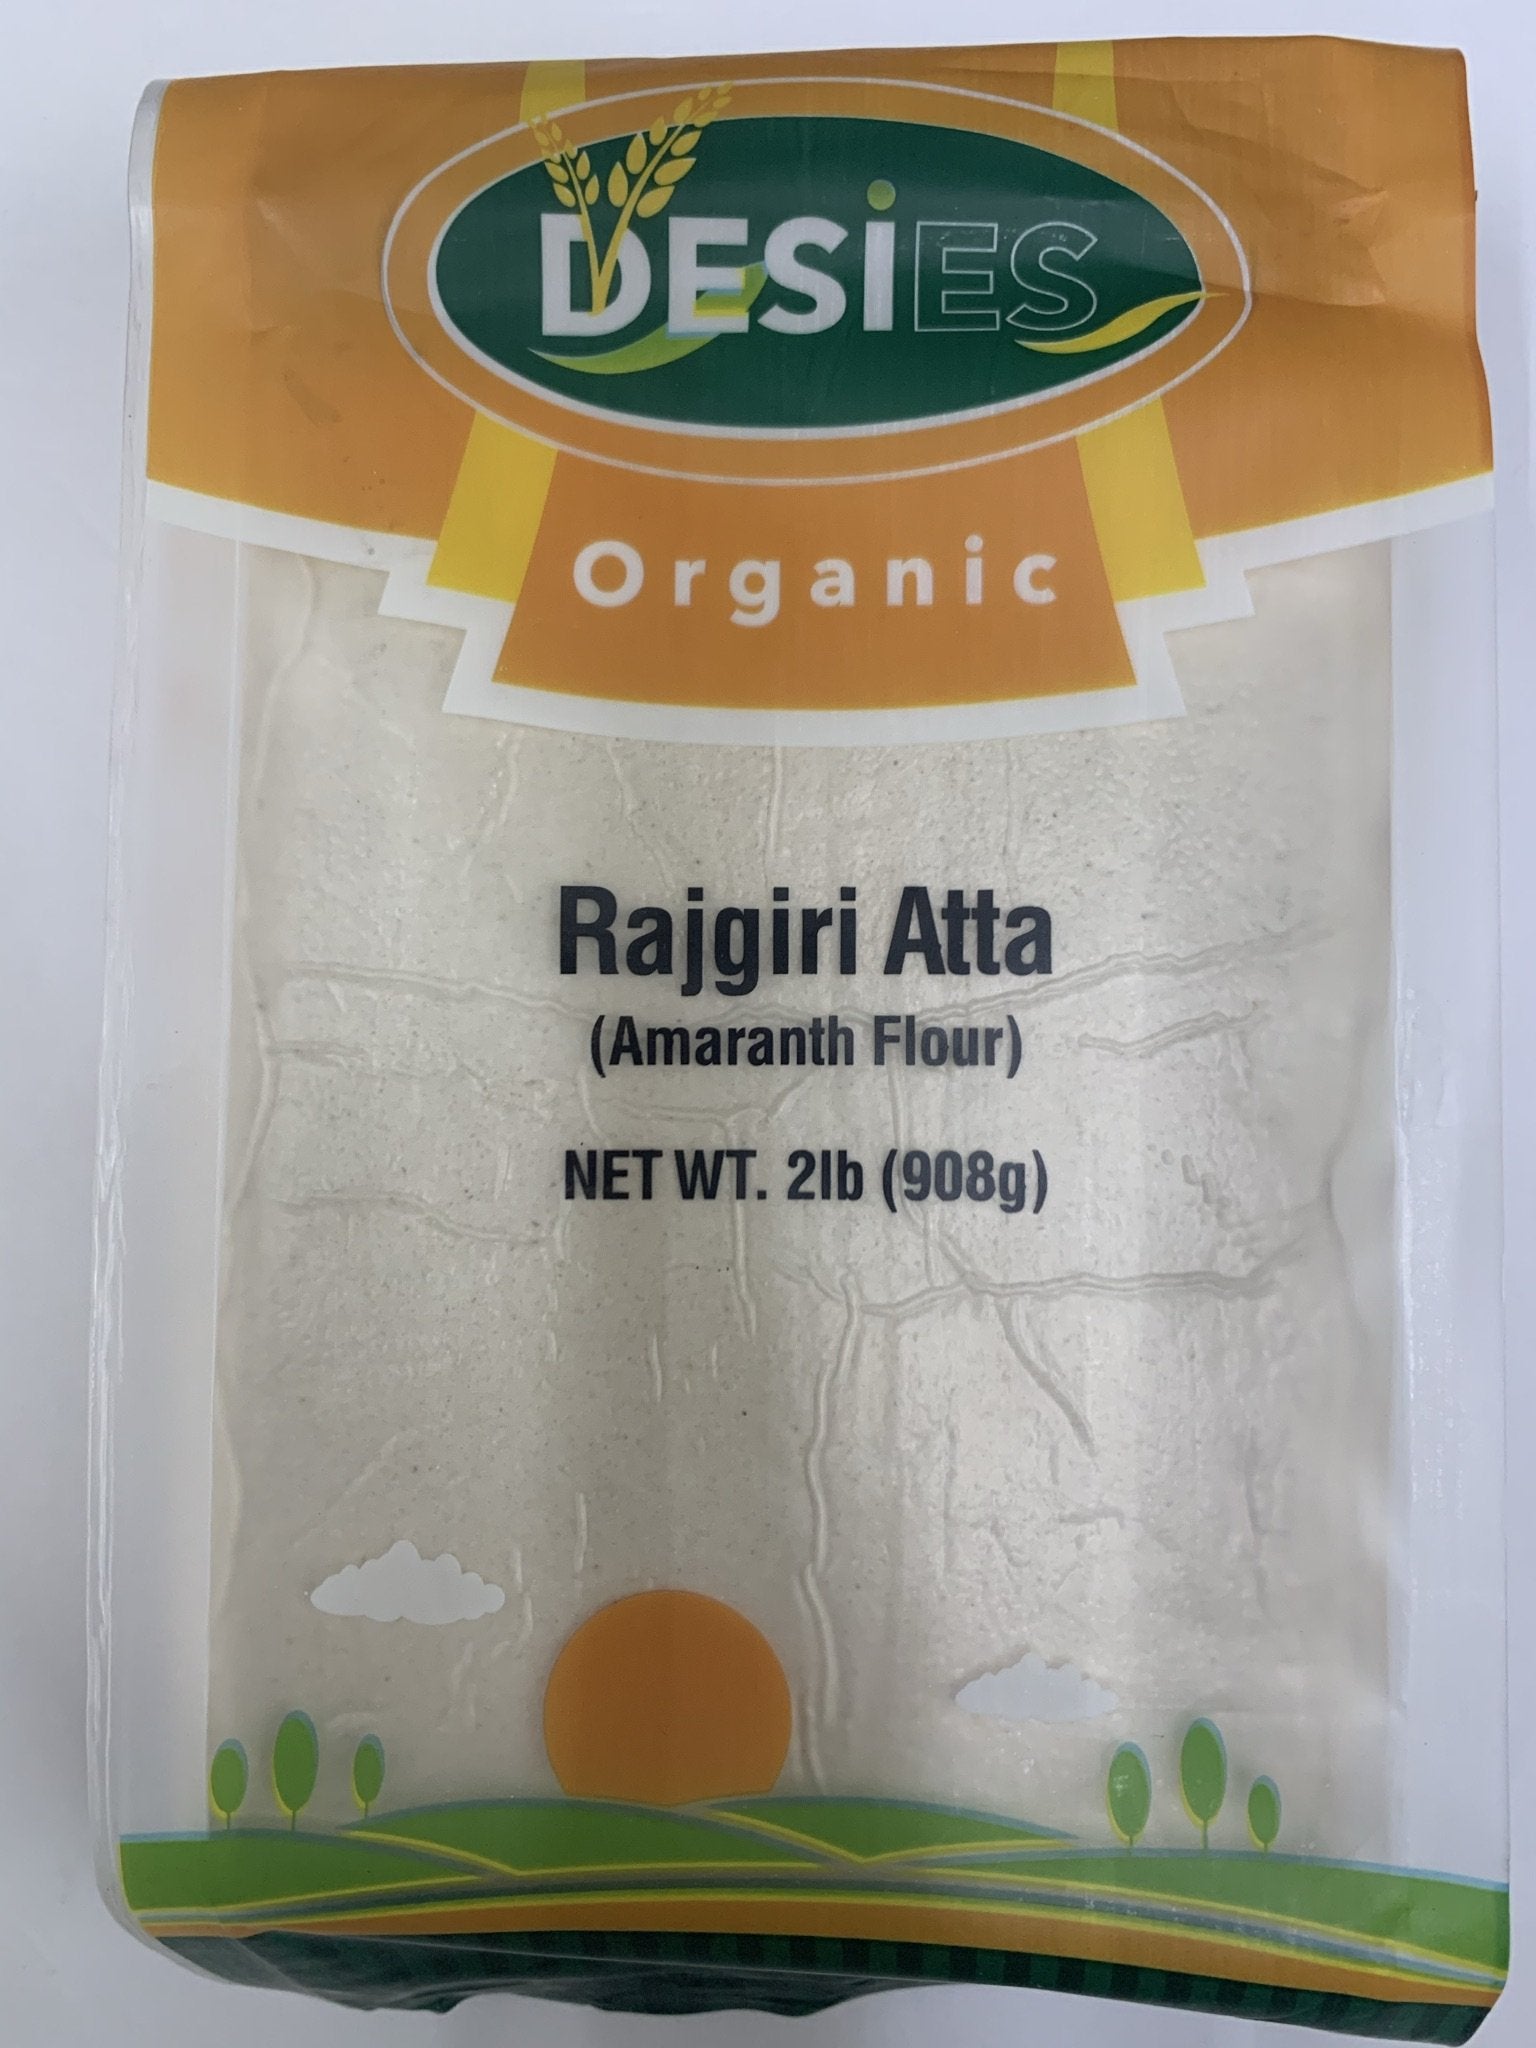 DESiES
Organic
Rajgiri Atta
(Amaranth Flour)
NET WT. 2lb (908g)